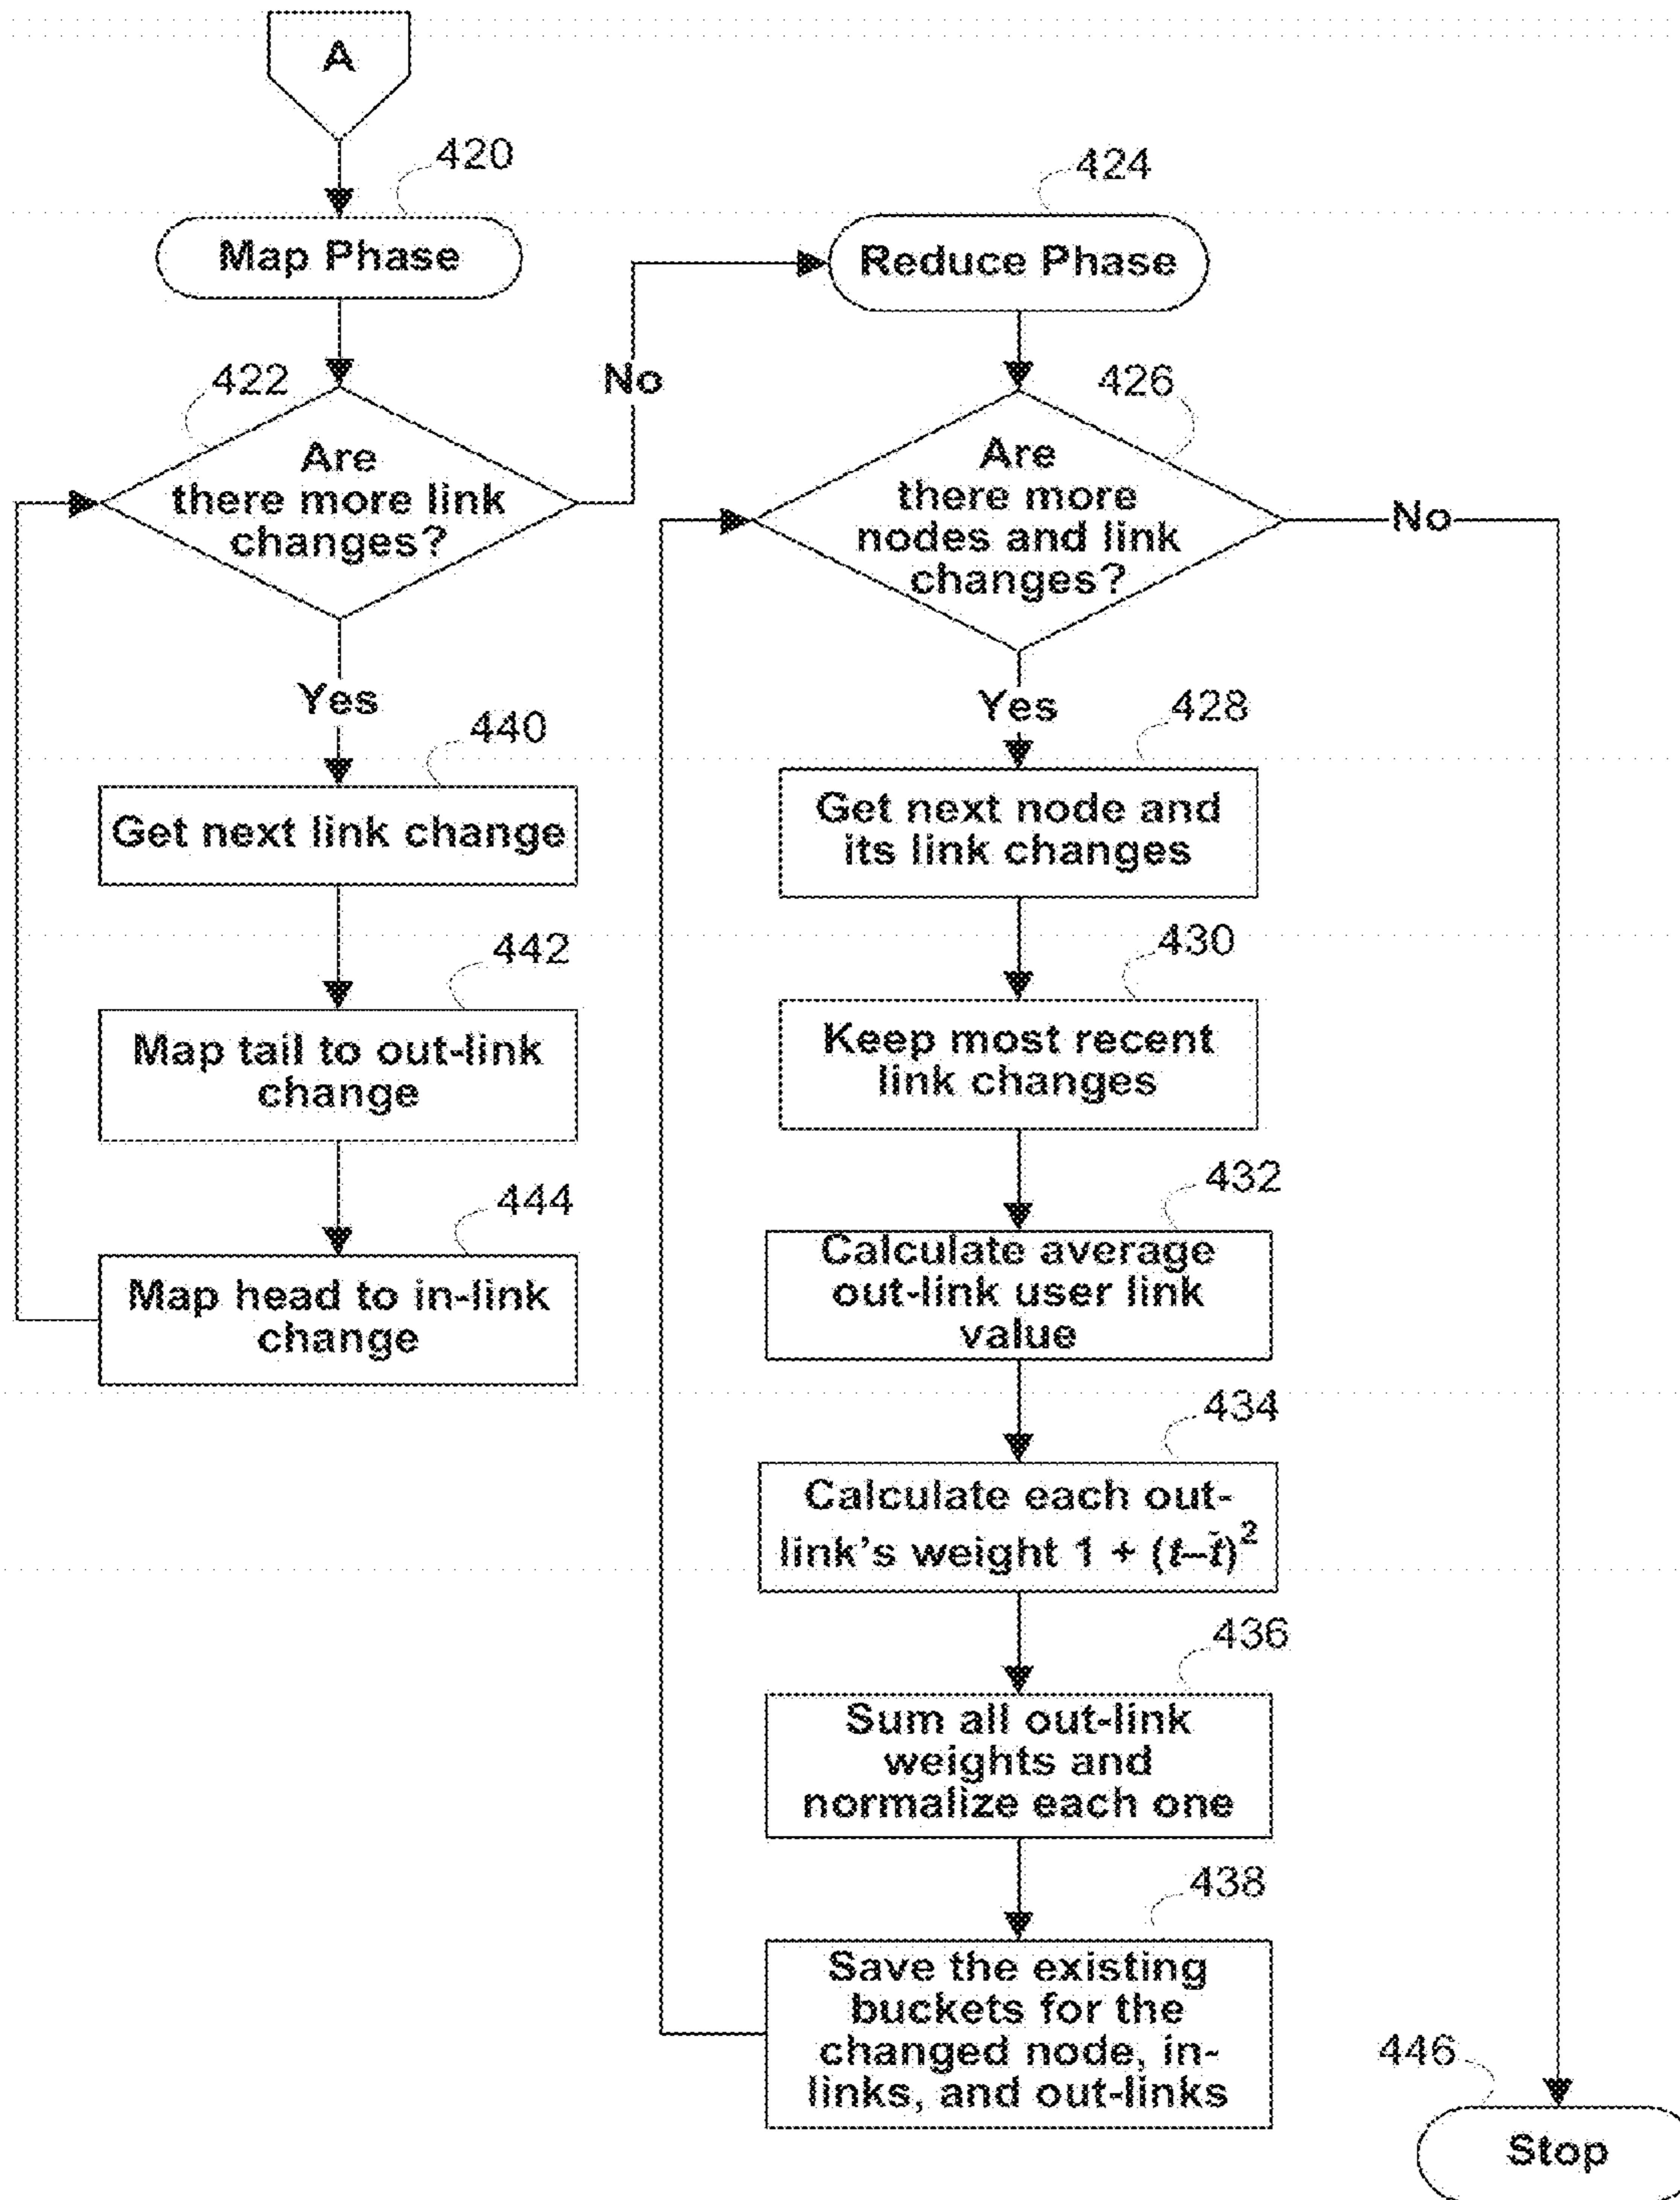 A
420
Map Phase
422
Are
there more link
changes?
No
Yes
440
Get next link change
442
Map tail to out-link
change
444
Map head to in-link
change
424
Reduce Phase
426
Are
there more
nodes and link
changes?
No
Yes
428
Get next node and
its link changes
430
Keep most recent
link changes
432
Calculate average
out-link user link
value
434
Calculate each out-
link's weight 1 + (t–t̄)²
436
Sum all out-link
weights and
normalize each one
438
Save the existing
buckets for the
changed node, in-
links, and out-links
446
Stop